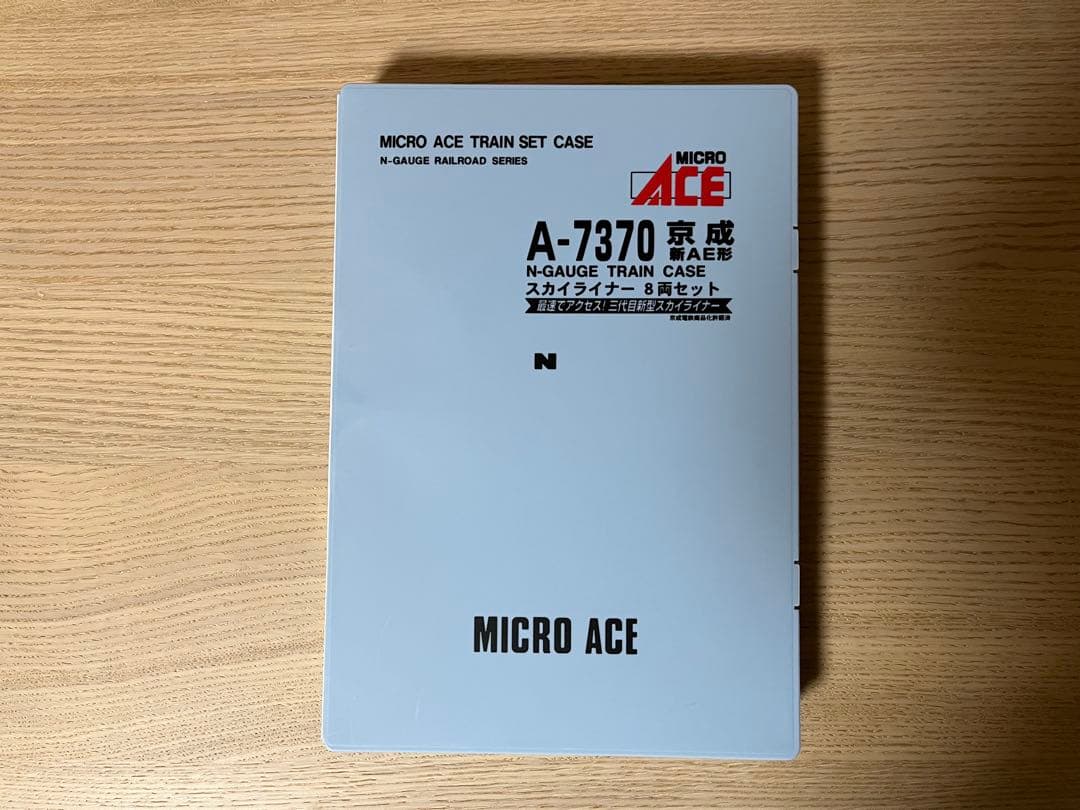 MICRO ACE TRAIN SET CASE
N-GAUGE RAILROAD SERIES
MICRO
ACE
A-7370 京成
新AE形
N-GAUGE TRAIN CASE
スカイライナー 8両セット
最速でアクセス!三代目新型スカイライナー
京成電鉄商品化許諾済
N
MICRO ACE